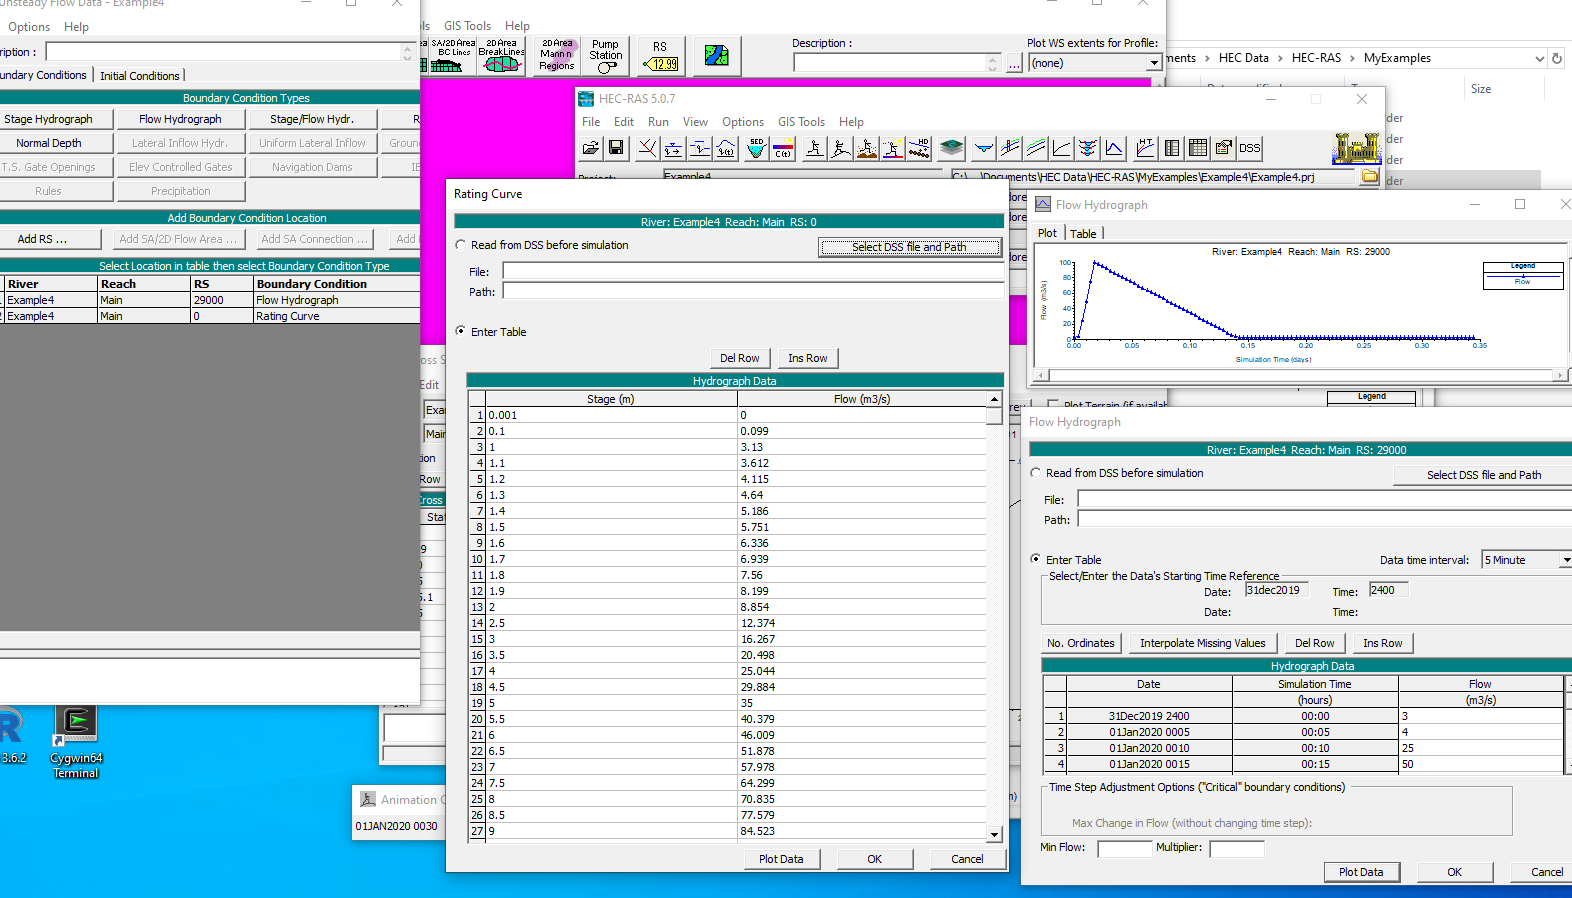 Unsteady Flow Data - Example4
Options Help
ription :
undary Conditions Initial Conditions
Boundary Condition Types
Stage Hydrograph Flow Hydrograph Stage/Flow Hydr. R
Normal Depth Lateral Inflow Hydr. Uniform Lateral Inflow Groun
T.S. Gate Openings Elev Controlled Gates Navigation Dams IE
Rules Precipitation
Add Boundary Condition Location
Add RS ... Add SA/2D Flow Area ... Add SA Connection ... Add
Select Location in table then select Boundary Condition Type
River Reach RS Boundary Condition
1 Example4 Main 29000 Flow Hydrograph
2 Example4 Main 0 Rating Curve
ols GIS Tools Help
SA/2D Area BC Lines
2D Area BreakLines
2D Area Mann n Regions
Pump Station
RS 12.99
Description :
...
Plot WS extents for Profile:
(none)
ments > HEC Data > HEC-RAS > MyExamples
Size
der
der
der
der
HEC-RAS 5.0.7
File Edit Run View Options GIS Tools Help
SED HD HT DSS
Project: Example4 C:\...\Documents\HEC Data\HEC-RAS\MyExamples\Example4\Example4.prj
Rating Curve
River: Example4 Reach: Main RS: 0
Read from DSS before simulation Select DSS file and Path
File:
Path:
Enter Table
Del Row Ins Row
Hydrograph Data
Stage (m) Flow (m3/s)
1 0.001 0
2 0.1 0.099
3 1 3.13
4 1.1 3.612
5 1.2 4.115
6 1.3 4.64
7 1.4 5.186
8 1.5 5.751
9 1.6 6.336
10 1.7 6.939
11 1.8 7.56
12 1.9 8.199
13 2 8.854
14 2.5 12.374
15 3 16.267
16 3.5 20.498
17 4 25.044
18 4.5 29.884
19 5 35
20 5.5 40.379
21 6 46.009
22 6.5 51.878
23 7 57.978
24 7.5 64.299
25 8 70.835
26 8.5 77.579
27 9 84.523
Plot Data OK Cancel
Flow Hydrograph
Plot Table
River: Example4 Reach: Main RS: 29000
Legend
Flow
Flow (m3/s)
100
80
60
40
20
0
0.00 0.05 0.10 0.15 0.20 0.25 0.30 0.35
Simulation Time (days)
Plot Terrain (if availab
Legend
Flow Hydrograph
River: Example4 Reach: Main RS: 29000
Read from DSS before simulation Select DSS file and Path
File:
Path:
Enter Table Data time interval: 5 Minute
Select/Enter the Data's Starting Time Reference
Date: 31dec2019 Time: 2400
Date: Time:
No. Ordinates Interpolate Missing Values Del Row Ins Row
Hydrograph Data
Date Simulation Time Flow
(hours) (m3/s)
1 31Dec2019 2400 00:00 3
2 01Jan2020 0005 00:05 4
3 01Jan2020 0010 00:10 25
4 01Jan2020 0015 00:15 50
Time Step Adjustment Options ("Critical" boundary conditions)
Max Change in Flow (without changing time step):
Min Flow: Multiplier:
Plot Data OK Cancel
oss S
Edit
Exar
Main
tion
Row
Cross
Stat
3.6.2
Cygwin64
Terminal
Animation C
01JAN2020 0030